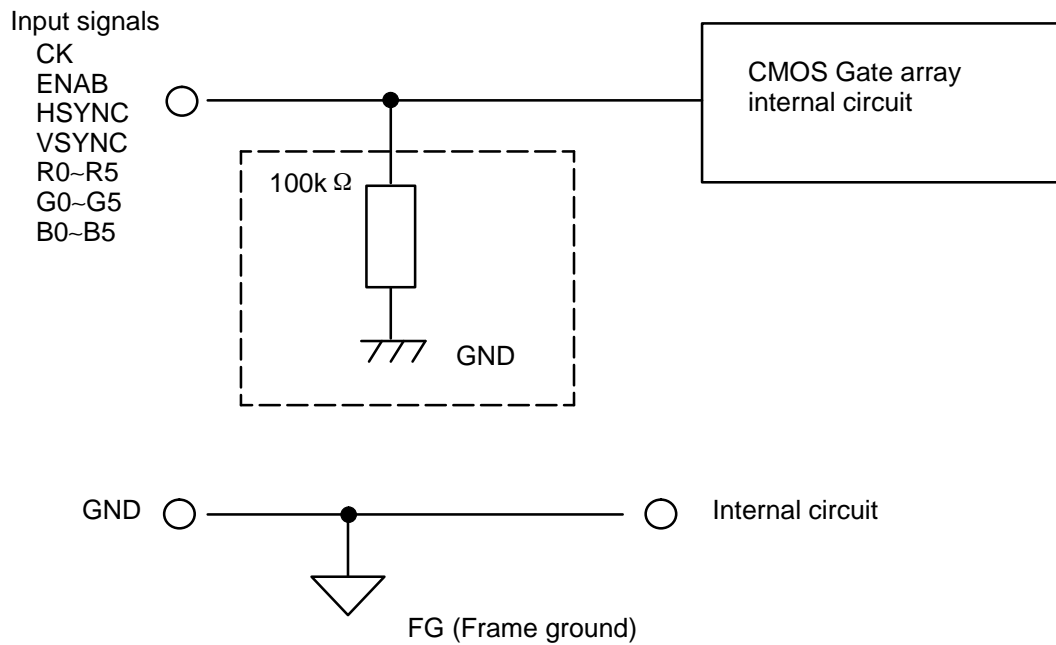 Input signals
CK
ENAB
HSYNC
VSYNC
R0~R5
G0~G5
B0~B5
CMOS Gate array
internal circuit
100k Ω
GND
GND
Internal circuit
FG (Frame ground)